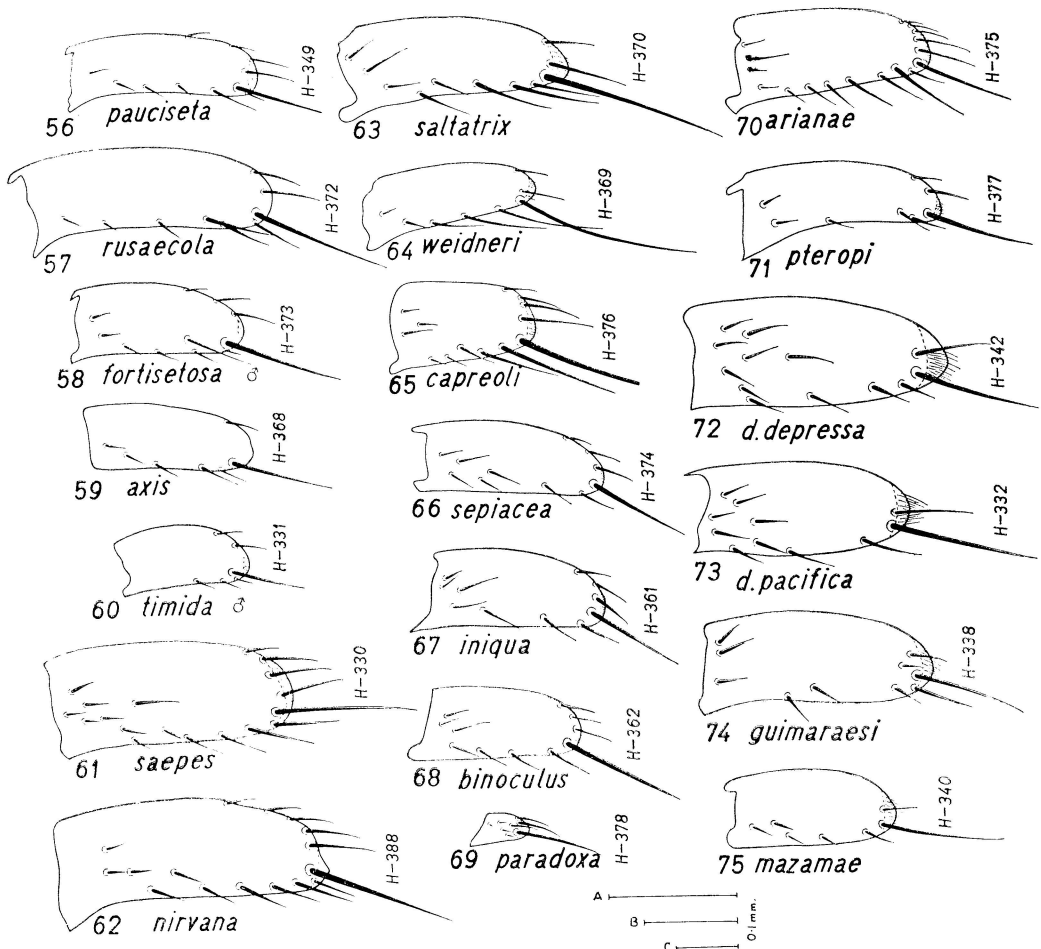 H-349
56 pauciseta
H-372
57 rusaecola
H-373
58 fortisetosa ♂
H-368
59 axis
H-331
60 timida ♂
H-330
61 saepes
H-388
62 nirvana
H-370
63 saltatrix
H-369
64 weidneri
H-376
65 capreoli
H-374
66 sepiacea
H-361
67 iniqua
H-362
68 binoculus
H-378
69 paradoxa
H-375
70 arianae
H-377
71 pteropi
H-342
72 d.depressa
H-332
73 d.pacifica
H-338
74 guimaraesi
H-340
75 mazamae
A
B
C
0·1mm.